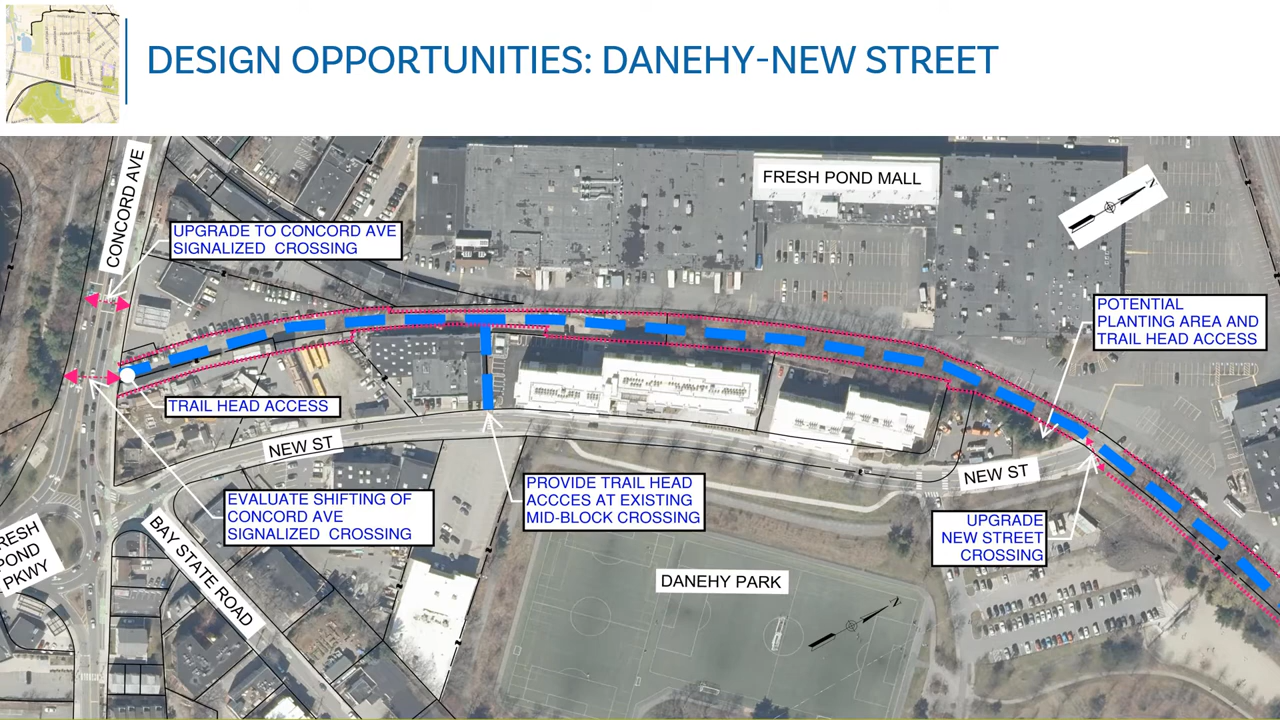 DESIGN OPPORTUNITIES: DANEHY-NEW STREET
CONCORD AVE
FRESH POND MALL
N
UPGRADE TO CONCORD AVE
SIGNALIZED CROSSING
POTENTIAL
PLANTING AREA AND
TRAIL HEAD ACCESS
TRAIL HEAD ACCESS
NEW ST
NEW ST
PROVIDE TRAIL HEAD
ACCCES AT EXISTING
MID-BLOCK CROSSING
EVALUATE SHIFTING OF
CONCORD AVE
SIGNALIZED CROSSING
UPGRADE
NEW STREET
CROSSING
BAY STATE ROAD
RESH
POND
PKWY
DANEHY PARK
N